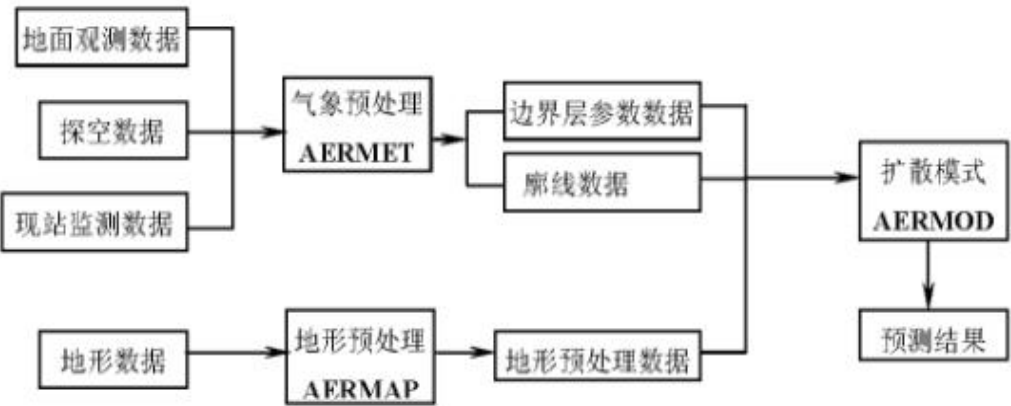 地面观测数据
探空数据
现站监测数据
气象预处理
AERMET
边界层参数数据
廓线数据
扩散模式
AERMOD
预测结果
地形数据
地形预处理
AERMAP
地形预处理数据